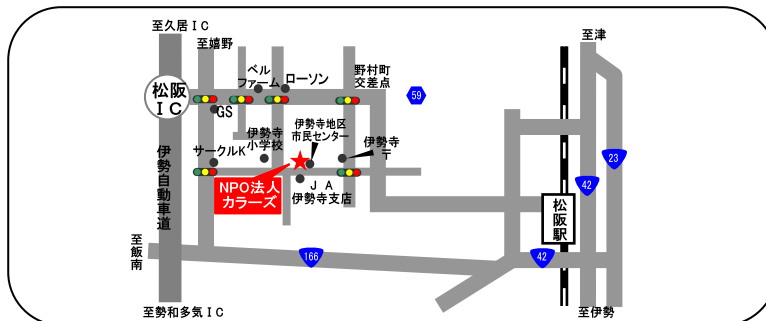 至久居IC
至嬉野
至津
松阪
IC
ベル
ファーム
ローソン
野村町
交差点
59
GS
伊勢寺
小学校
伊勢寺地区
市民センター
伊勢寺
〒
サークルK
NPO法人
カラーズ
JA
伊勢寺支店
伊勢自動車道
23
42
松阪駅
至飯南
166
42
至勢和多気IC
至伊勢